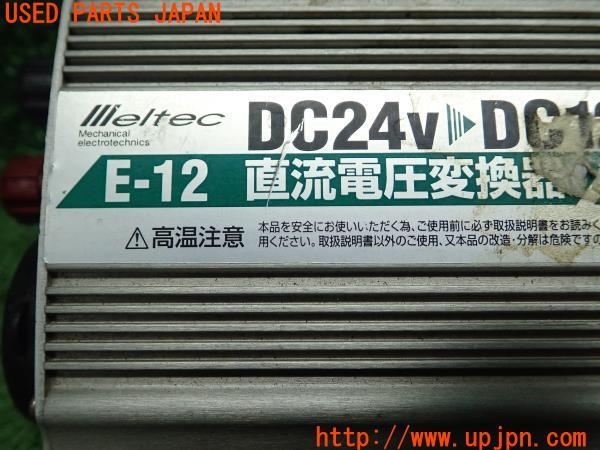 USED PARTS JAPAN
Meltec
Mechanical
electrotechnics
DC24v▶DC1
E-12 直流電圧変換器
⚠高温注意
本品を安全にお使いいただく為、ご使用前に必ず取扱説明書をお読みく
用ください。取扱説明書以外のご使用、又本品の改造・分解は危険ですの
http://www.upjpn.com/